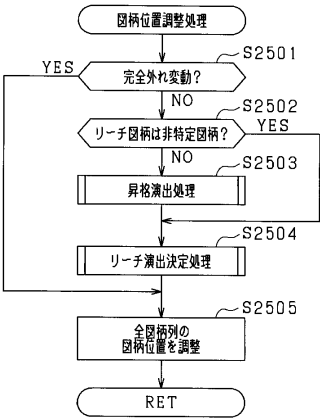 図柄位置調整処理
S2501
YES
完全外れ変動?
NO
S2502
リーチ図柄は非特定図柄?
YES
NO
S2503
昇格演出処理
S2504
リーチ演出決定処理
S2505
全図柄列の
図柄位置を調整
RET